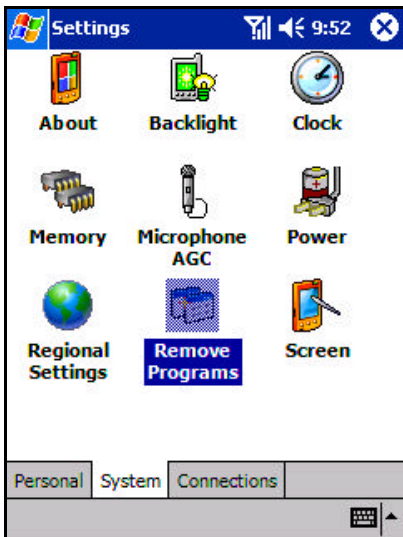 Settings 9:52
About Backlight Clock
Memory Microphone AGC Power
Regional Settings Remove Programs Screen
Personal System Connections